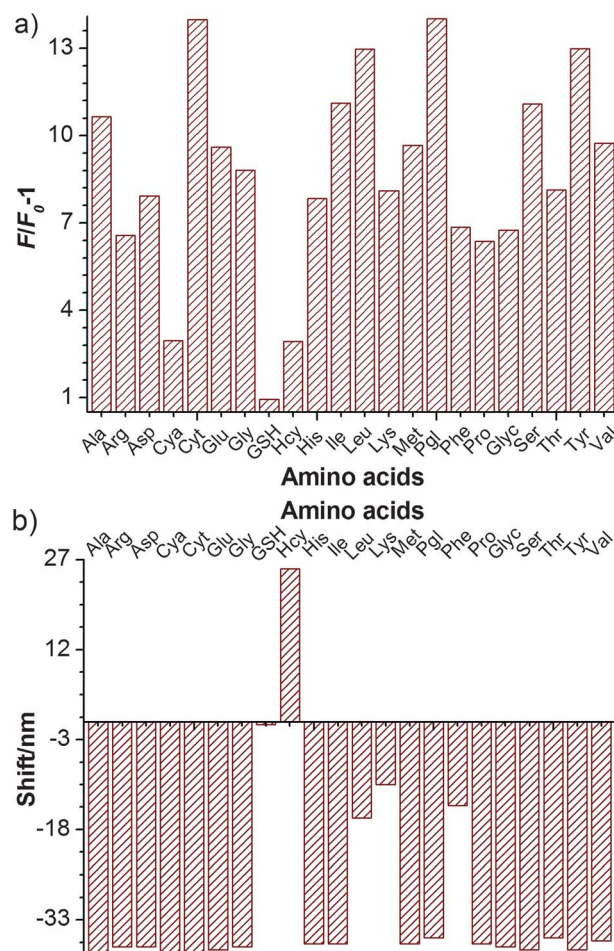 a)
13
10
7
4
1
F/F0-1
Ala Arg Asp Cya Cyt Glu Gly GSH Hcy His Ile Leu Lys Met Pgl Phe Pro Glyc Ser Thr Tyr Val
Amino acids
b)
Amino acids
Ala Arg Asp Cya Cyt Glu Gly GSH Hcy His Ile Leu Lys Met Pgl Phe Pro Glyc Ser Thr Tyr Val
27
12
-3
-18
-33
Shift/nm